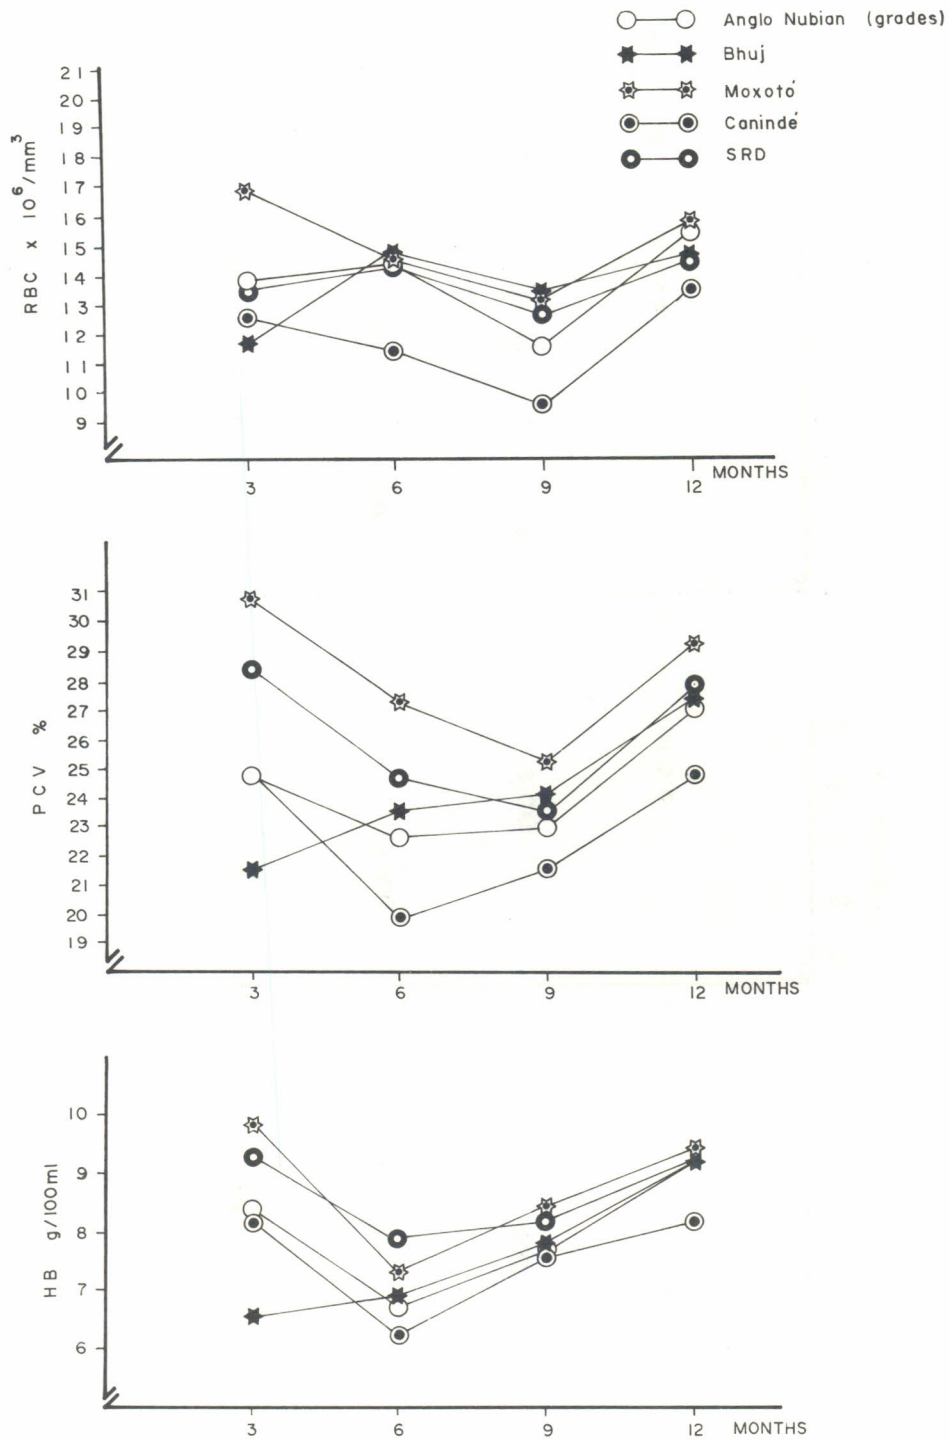 Anglo Nubian (grades)
Bhuj
Moxotó
Canindé
SRD
RBC x 10⁶/mm³
21
20
19
18
17
16
15
14
13
12
11
10
9
3 6 9 12 MONTHS
PCV %
31
30
29
28
27
26
25
24
23
22
21
20
19
3 6 9 12 MONTHS
HB g/100ml
10
9
8
7
6
3 6 9 12 MONTHS